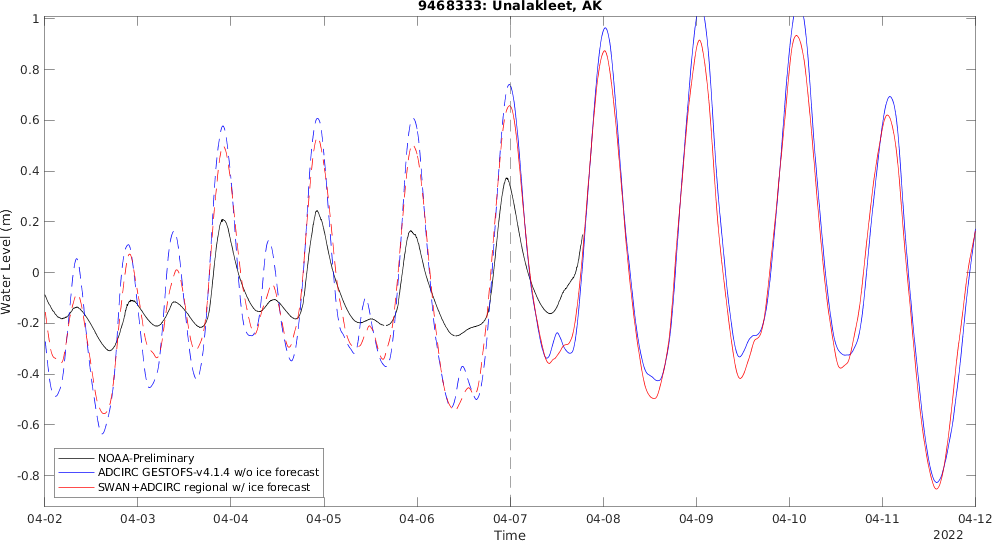 9468333: Unalakleet, AK
1
0.8
0.6
0.4
0.2
0
-0.2
-0.4
-0.6
-0.8
Water Level (m)
NOAA-Preliminary
ADCIRC GESTOFS-v4.1.4 w/o ice forecast
SWAN+ADCIRC regional w/ ice forecast
04-02 04-03 04-04 04-05 04-06 04-07 04-08 04-09 04-10 04-11 04-12
Time
2022